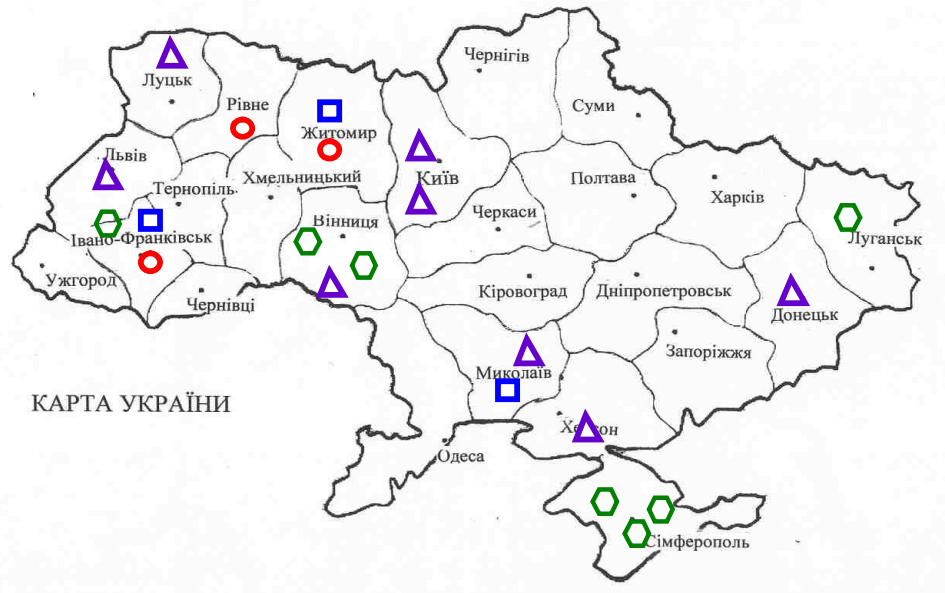 Чернігів
Луцьк
Рівне
Суми
Житомир
Львів
Київ
Хмельницький
Тернопіль
Полтава
Харків
Черкаси
Вінниця
Івано-Франківськ
Луганськ
Ужгород
Чернівці
Кіровоград
Дніпропетровськ
Донецьк
Запоріжжя
Миколаїв
КАРТА УКРАЇНИ
Херсон
Одеса
Сімферополь